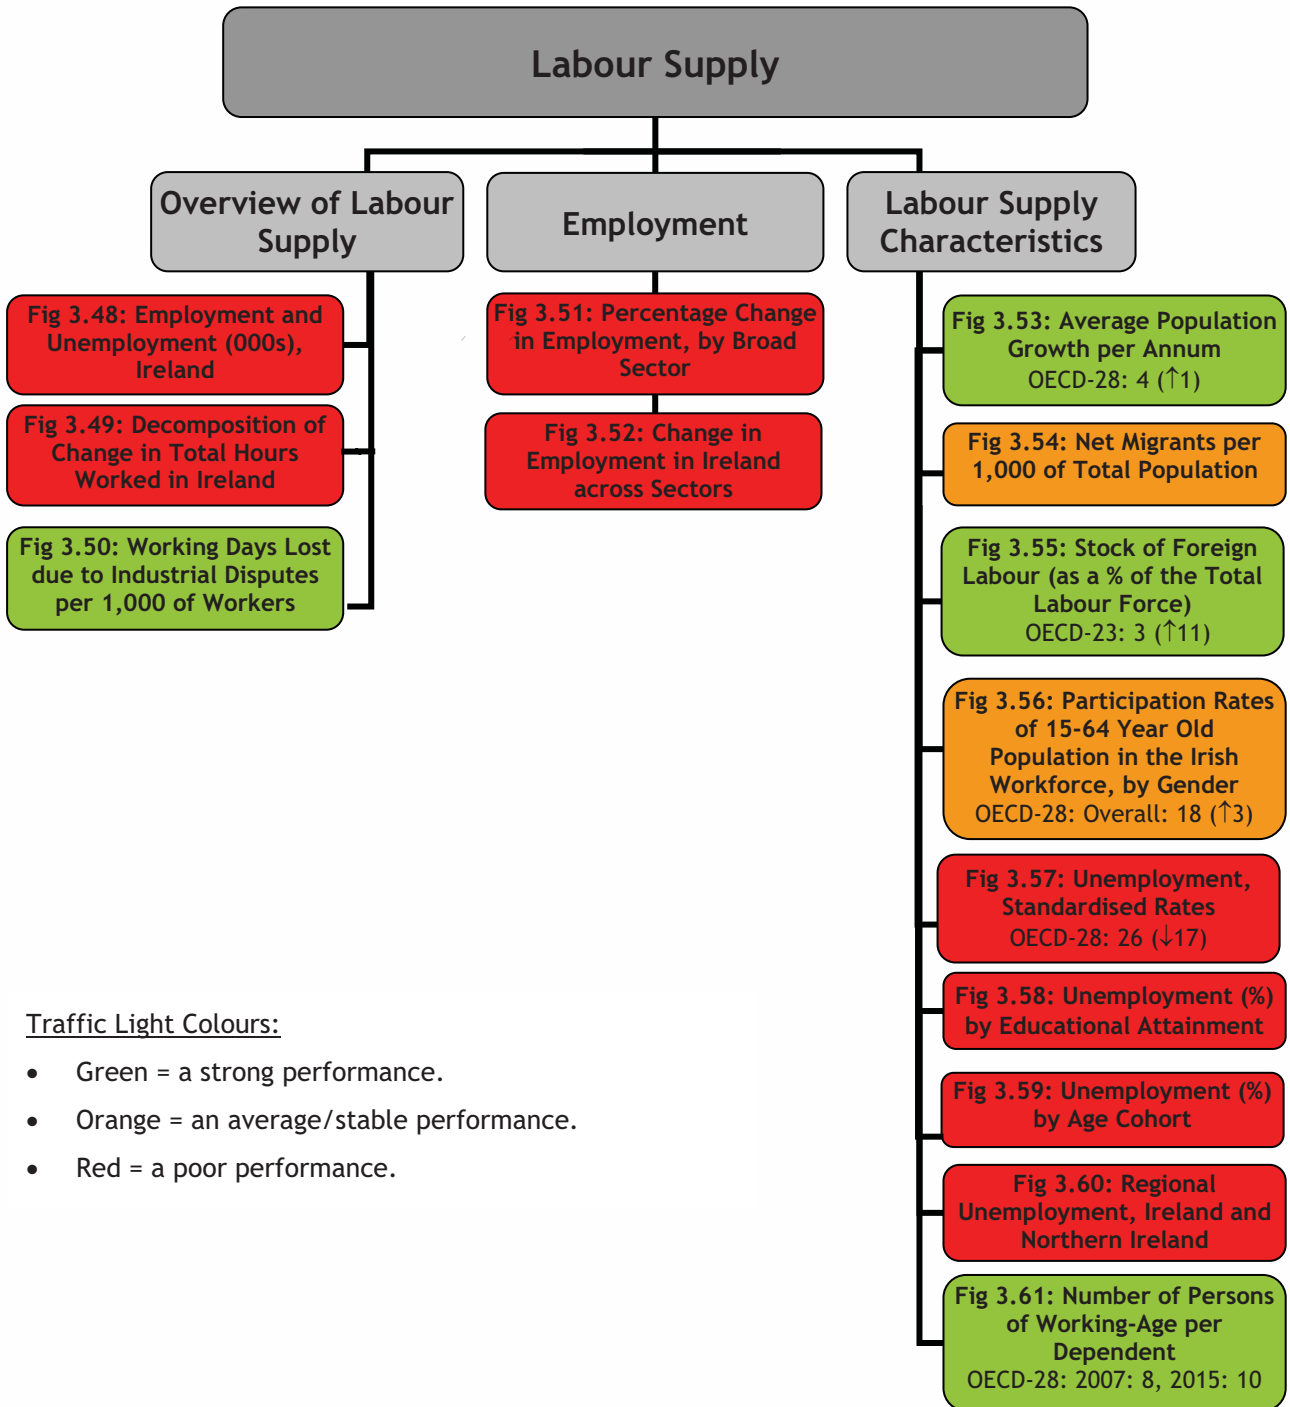 Labour Supply
Overview of Labour
Supply
Employment
Labour Supply
Characteristics
Fig 3.48: Employment and
Unemployment (000s),
Ireland
Fig 3.49: Decomposition of
Change in Total Hours
Worked in Ireland
Fig 3.50: Working Days Lost
due to Industrial Disputes
per 1,000 of Workers
Fig 3.51: Percentage Change
in Employment, by Broad
Sector
Fig 3.52: Change in
Employment in Ireland
across Sectors
Fig 3.53: Average Population
Growth per Annum
OECD-28: 4 (↑1)
Fig 3.54: Net Migrants per
1,000 of Total Population
Fig 3.55: Stock of Foreign
Labour (as a % of the Total
Labour Force)
OECD-23: 3 (↑11)
Fig 3.56: Participation Rates
of 15-64 Year Old
Population in the Irish
Workforce, by Gender
OECD-28: Overall: 18 (↑3)
Fig 3.57: Unemployment,
Standardised Rates
OECD-28: 26 (↓17)
Fig 3.58: Unemployment (%)
by Educational Attainment
Fig 3.59: Unemployment (%)
by Age Cohort
Fig 3.60: Regional
Unemployment, Ireland and
Northern Ireland
Fig 3.61: Number of Persons
of Working-Age per
Dependent
OECD-28: 2007: 8, 2015: 10
Traffic Light Colours:
• Green = a strong performance.
• Orange = an average/stable performance.
• Red = a poor performance.